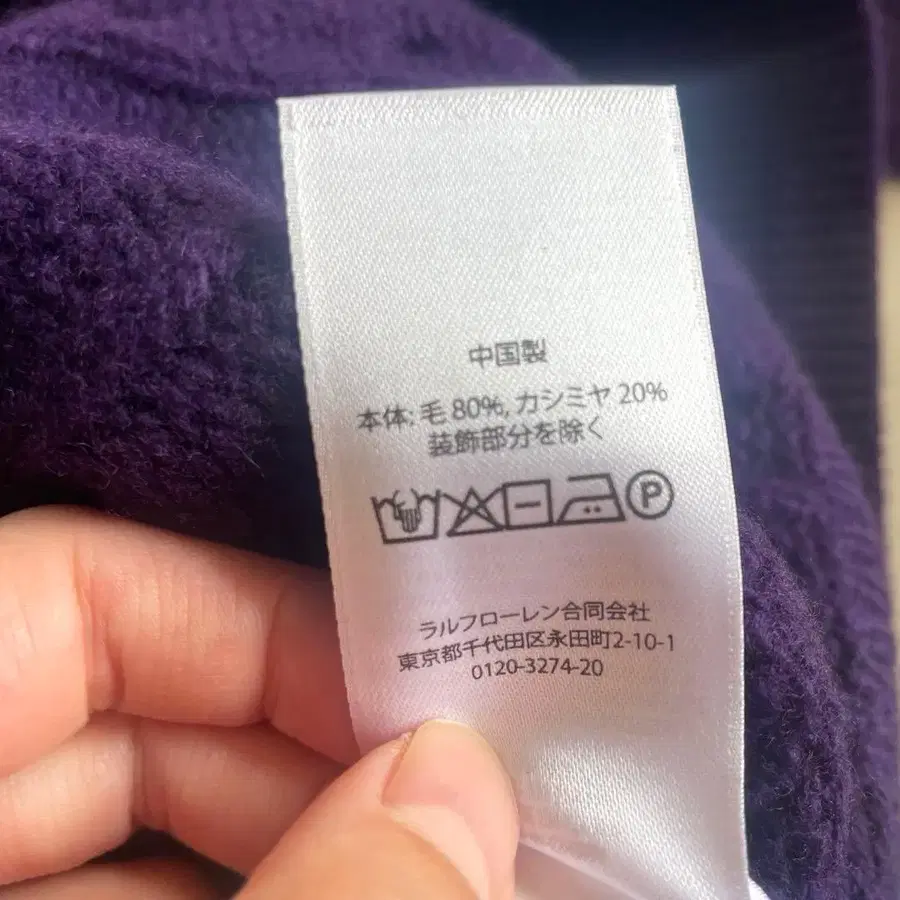 中国製
本体: 毛 80%, カシミヤ 20%
装飾部分を除く
P
ラルフローレン合同会社
東京都千代田区永田町2-10-1
0120-3274-20